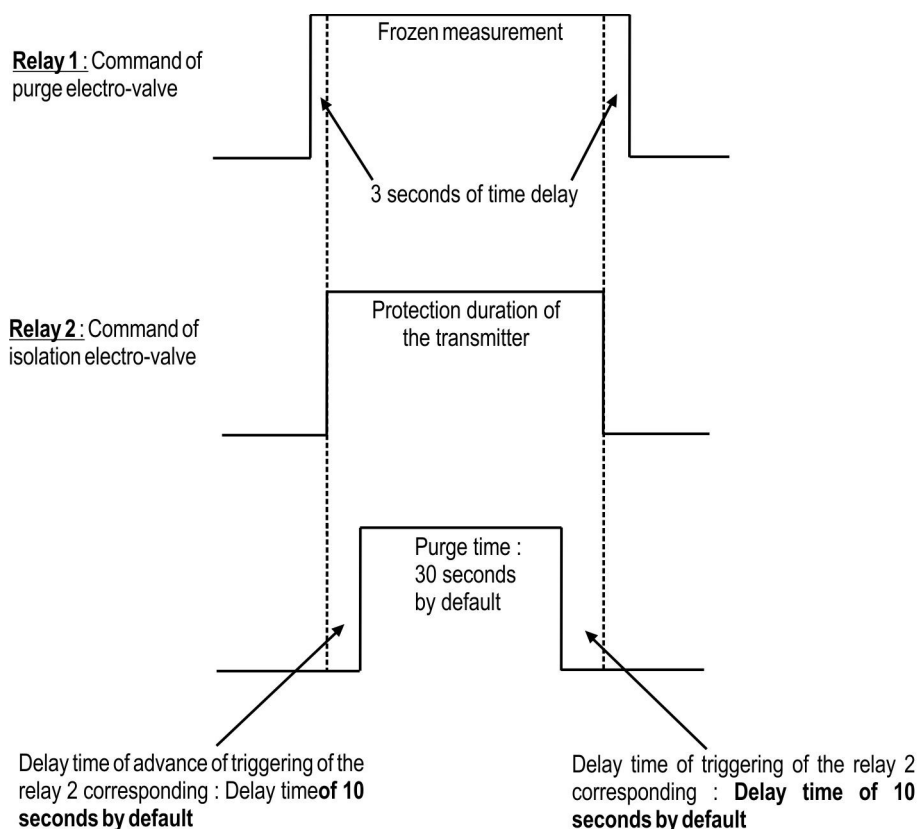 Frozen measurement
Relay 1 : Command of
purge electro-valve
3 seconds of time delay
Protection duration of
the transmitter
Relay 2 : Command of
isolation electro-valve
Purge time :
30 seconds
by default
Delay time of advance of triggering of the
relay 2 corresponding : Delay timeof 10
seconds by default
Delay time of triggering of the relay 2
corresponding : Delay time of 10
seconds by default